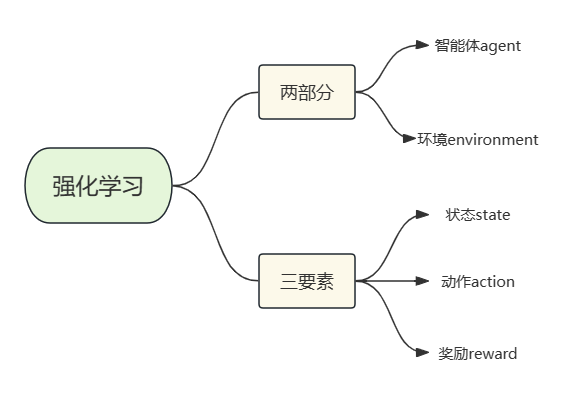 强化学习
两部分
智能体agent
环境environment
三要素
状态state
动作action
奖励reward